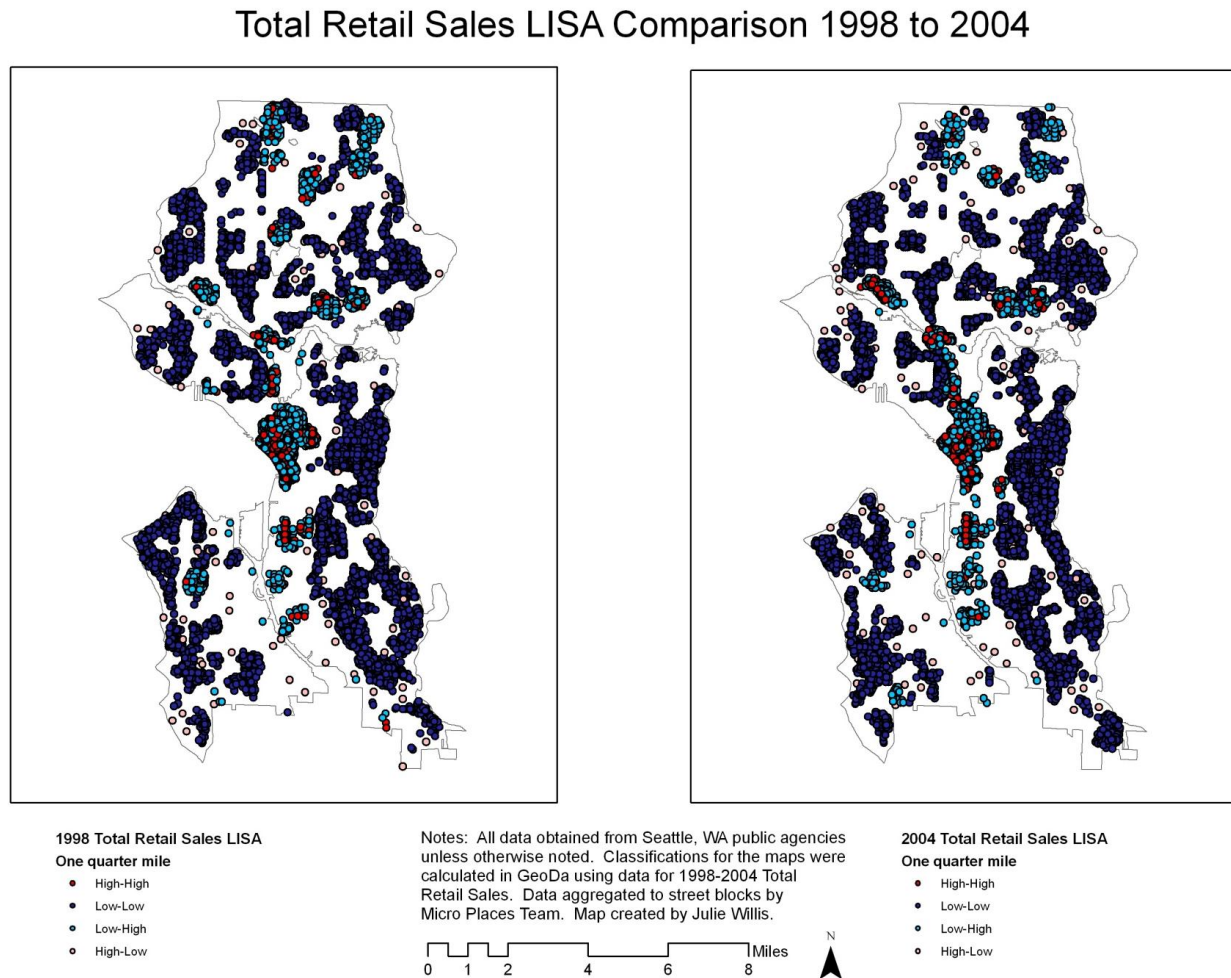 Total Retail Sales LISA Comparison 1998 to 2004
1998 Total Retail Sales LISA
One quarter mile
High-High
Low-Low
Low-High
High-Low
Notes: All data obtained from Seattle, WA public agencies
unless otherwise noted. Classifications for the maps were
calculated in GeoDa using data for 1998-2004 Total
Retail Sales. Data aggregated to street blocks by
Micro Places Team. Map created by Julie Willis.
Miles
0 1 2 4 6 8
N
2004 Total Retail Sales LISA
One quarter mile
High-High
Low-Low
Low-High
High-Low